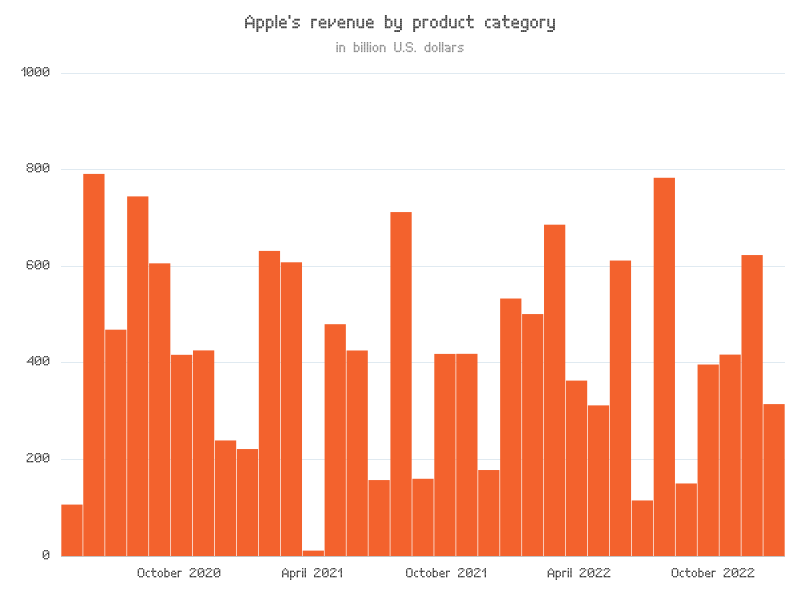 Apple's revenue by product category
in billion U.S. dollars
1000
800
600
400
200
0
October 2020 April 2021 October 2021 April 2022 October 2022